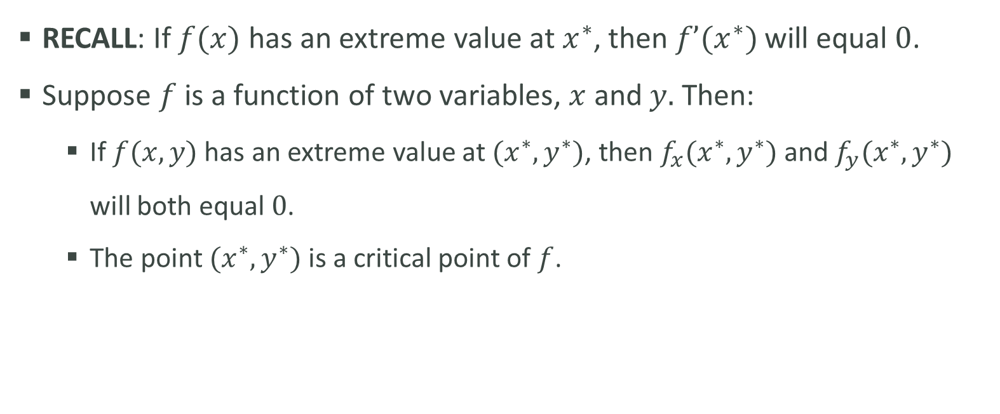 ▪ RECALL: If f(x) has an extreme value at x*, then f’(x*) will equal 0.
▪ Suppose f is a function of two variables, x and y. Then:
▪ If f(x, y) has an extreme value at (x*, y*), then fₓ(x*, y*) and f_y(x*, y*)
will both equal 0.
▪ The point (x*, y*) is a critical point of f.